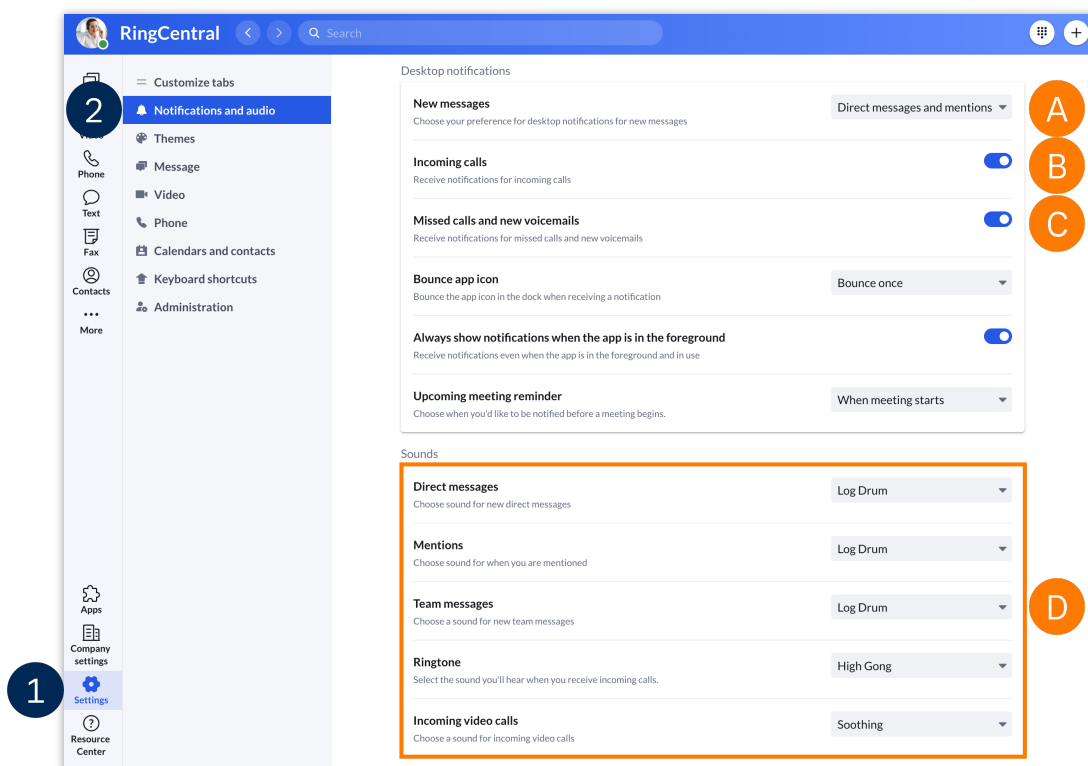 RingCentral
Search
2
Video
Phone
Text
Fax
Contacts
More
Apps
Company
settings
1
Settings
Resource
Center
Customize tabs
Notifications and audio
Themes
Message
Video
Phone
Calendars and contacts
Keyboard shortcuts
Administration
Desktop notifications
New messages
Choose your preference for desktop notifications for new messages
Direct messages and mentions
A
Incoming calls
Receive notifications for incoming calls
B
Missed calls and new voicemails
Receive notifications for missed calls and new voicemails
C
Bounce app icon
Bounce the app icon in the dock when receiving a notification
Bounce once
Always show notifications when the app is in the foreground
Receive notifications even when the app is in the foreground and in use
Upcoming meeting reminder
Choose when you'd like to be notified before a meeting begins.
When meeting starts
Sounds
Direct messages
Choose sound for new direct messages
Log Drum
Mentions
Choose sound for when you are mentioned
Log Drum
Team messages
Choose a sound for new team messages
Log Drum
D
Ringtone
Select the sound you'll hear when you receive incoming calls.
High Gong
Incoming video calls
Choose a sound for incoming video calls
Soothing